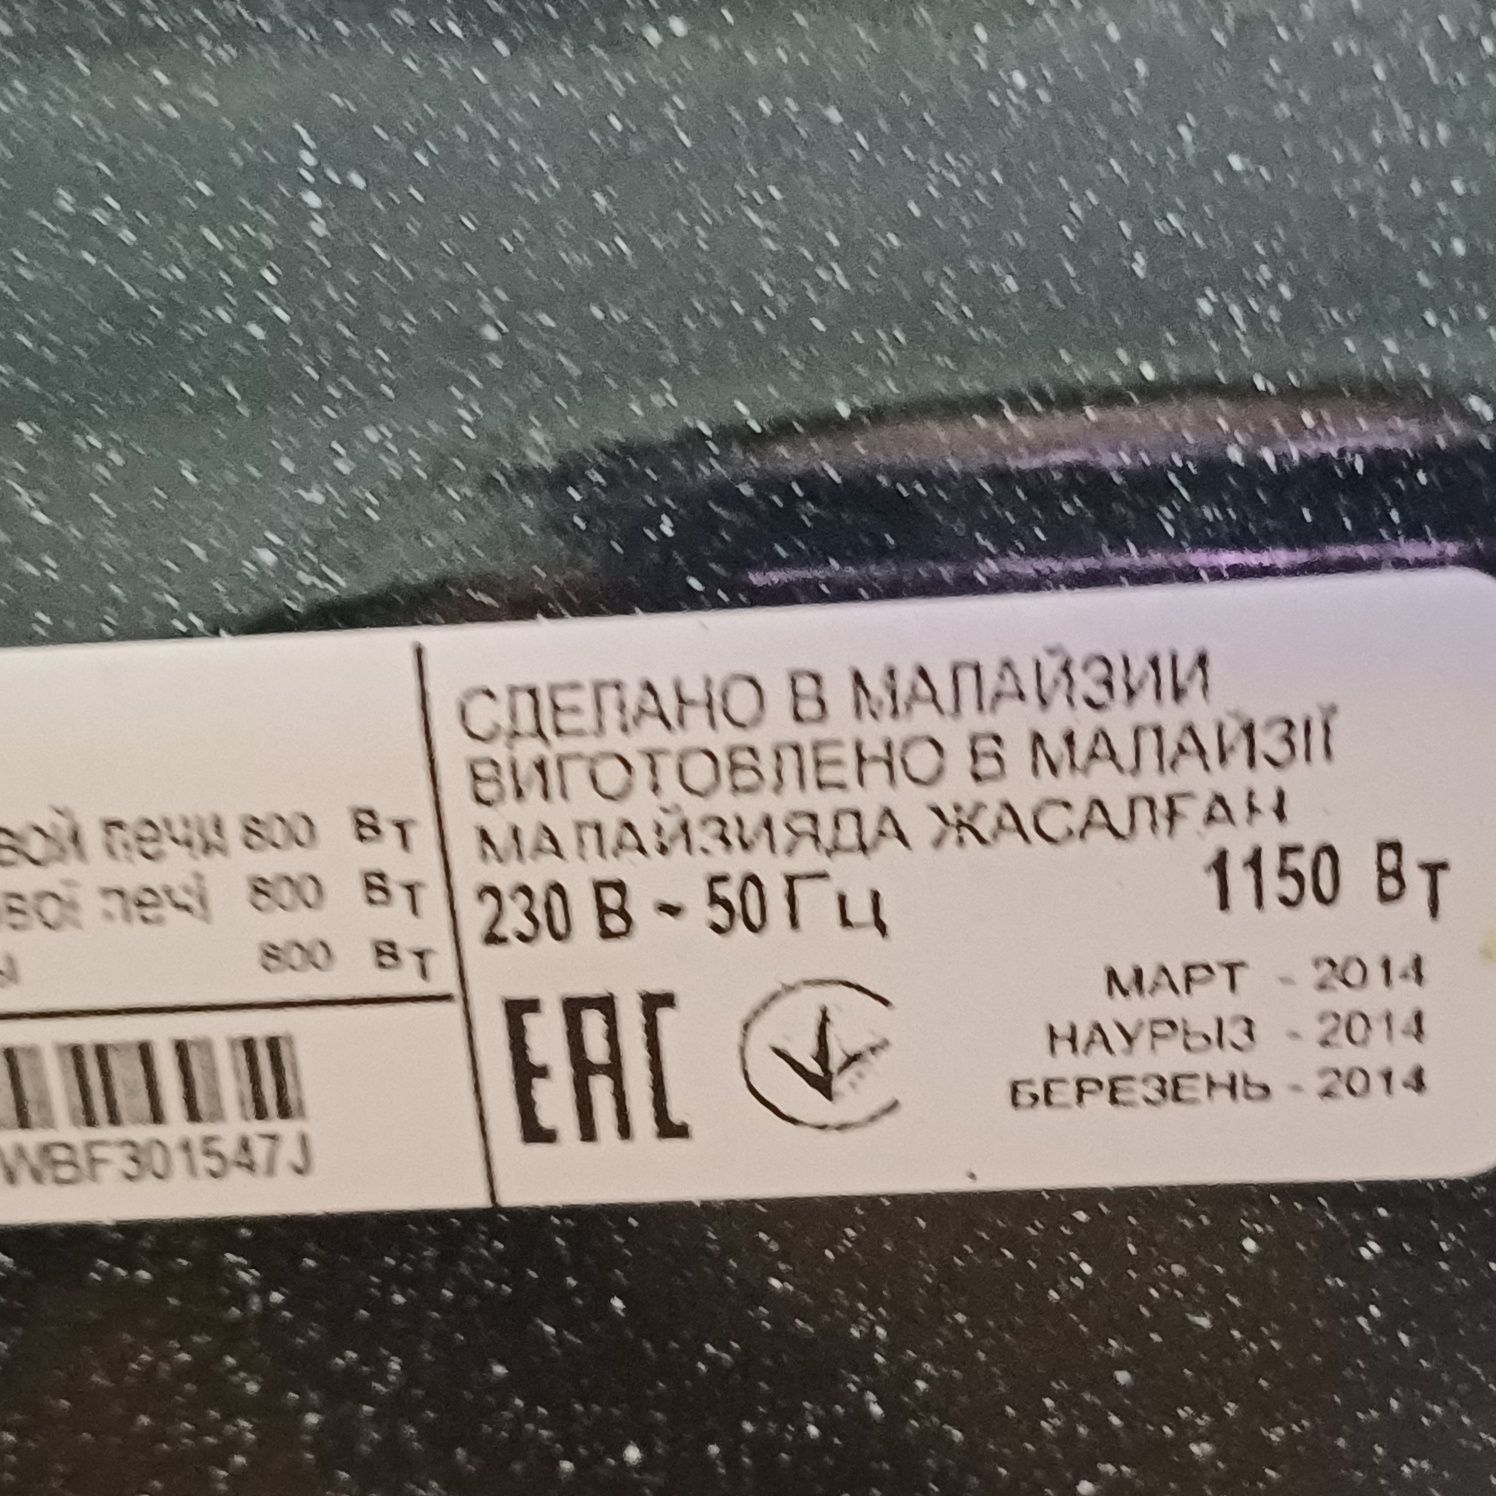 вой печи 800 Вт
вої печі 800 Вт
ы 800 Вт
WBF301547J
СДЕЛАНО В МАЛАЙЗИИ
ВИГОТОВЛЕНО В МАЛАЙЗІЇ
МАЛАЙЗИЯДА ЖАСАЛҒАН
230 В ~ 50 Гц 1150 Вт
EAC
МАРТ - 2014
НАУРЫЗ - 2014
БЕРЕЗЕНЬ - 2014